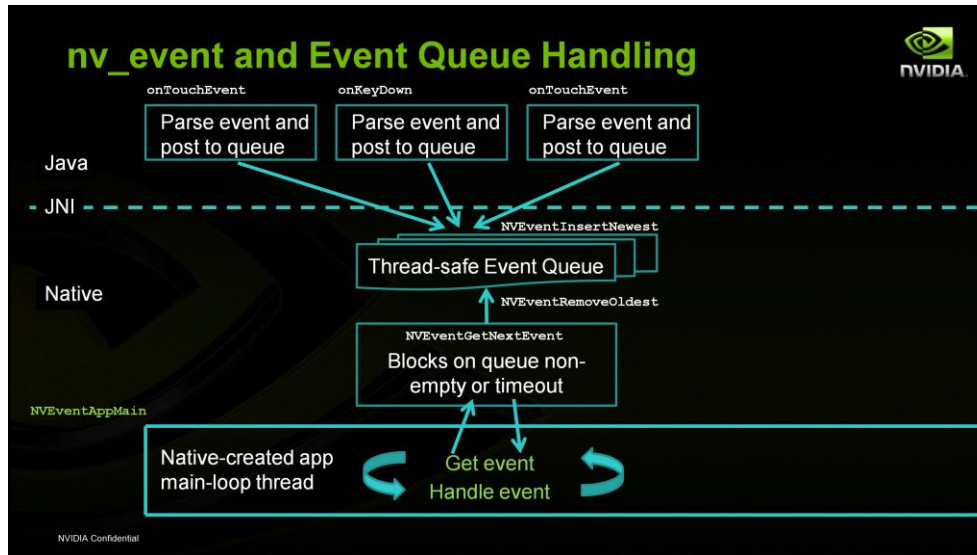 nv_event and Event Queue Handling
NVIDIA.
onTouchEvent
onKeyDown
onTouchEvent
Parse event and
post to queue
Parse event and
post to queue
Parse event and
post to queue
Java
JNI
NVEventInsertNewest
Thread-safe Event Queue
Native
NVEventRemoveOldest
NVEventGetNextEvent
Blocks on queue non-
empty or timeout
NVEventAppMain
Native-created app
main-loop thread
Get event
Handle event
NVIDIA Confidential